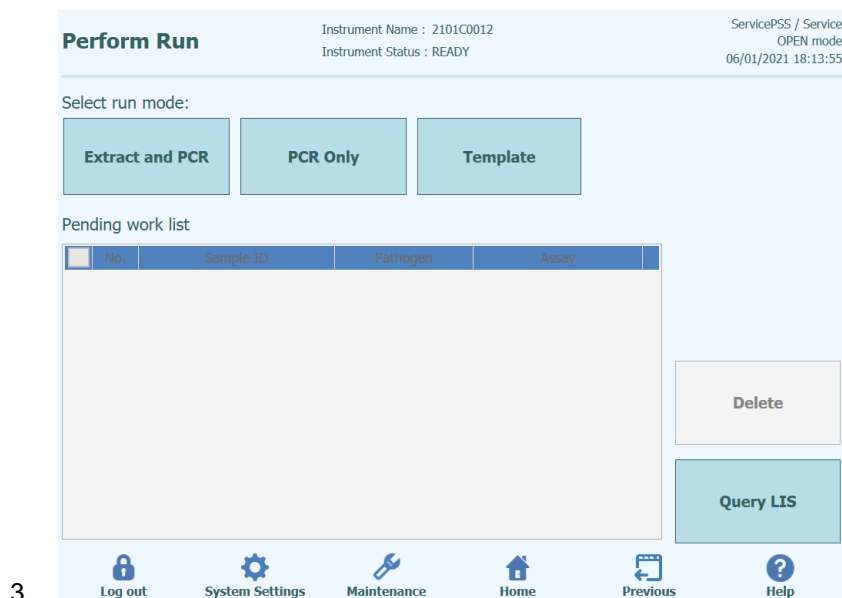 Perform Run
Instrument Name : 2101C0012
Instrument Status : READY
ServicePSS / Service
OPEN mode
06/01/2021 18:13:55
Select run mode:
Extract and PCR
PCR Only
Template
Pending work list
No. Sample ID Pathogen Assay
Delete
Query LIS
3
Log out System Settings Maintenance Home Previous Help